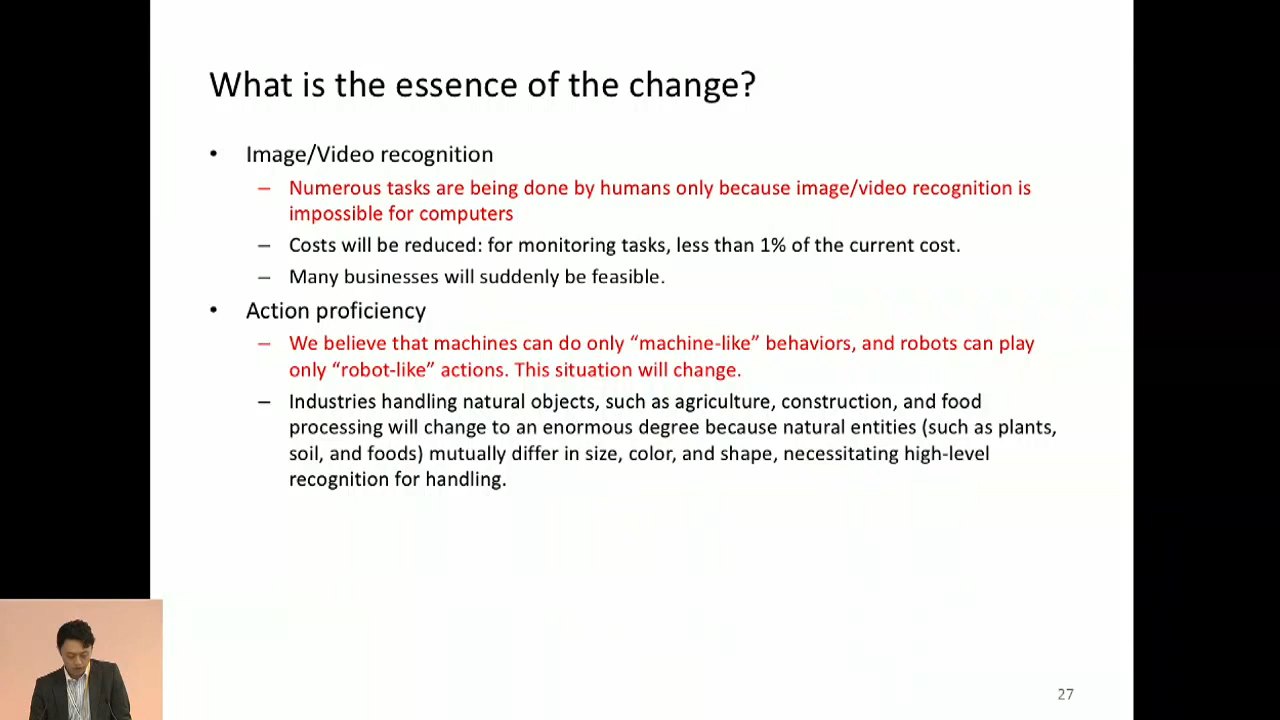 What is the essence of the change?
• Image/Video recognition
– Numerous tasks are being done by humans only because image/video recognition is
impossible for computers
– Costs will be reduced: for monitoring tasks, less than 1% of the current cost.
– Many businesses will suddenly be feasible.
• Action proficiency
– We believe that machines can do only “machine-like” behaviors, and robots can play
only “robot-like” actions. This situation will change.
– Industries handling natural objects, such as agriculture, construction, and food
processing will change to an enormous degree because natural entities (such as plants,
soil, and foods) mutually differ in size, color, and shape, necessitating high-level
recognition for handling.
27